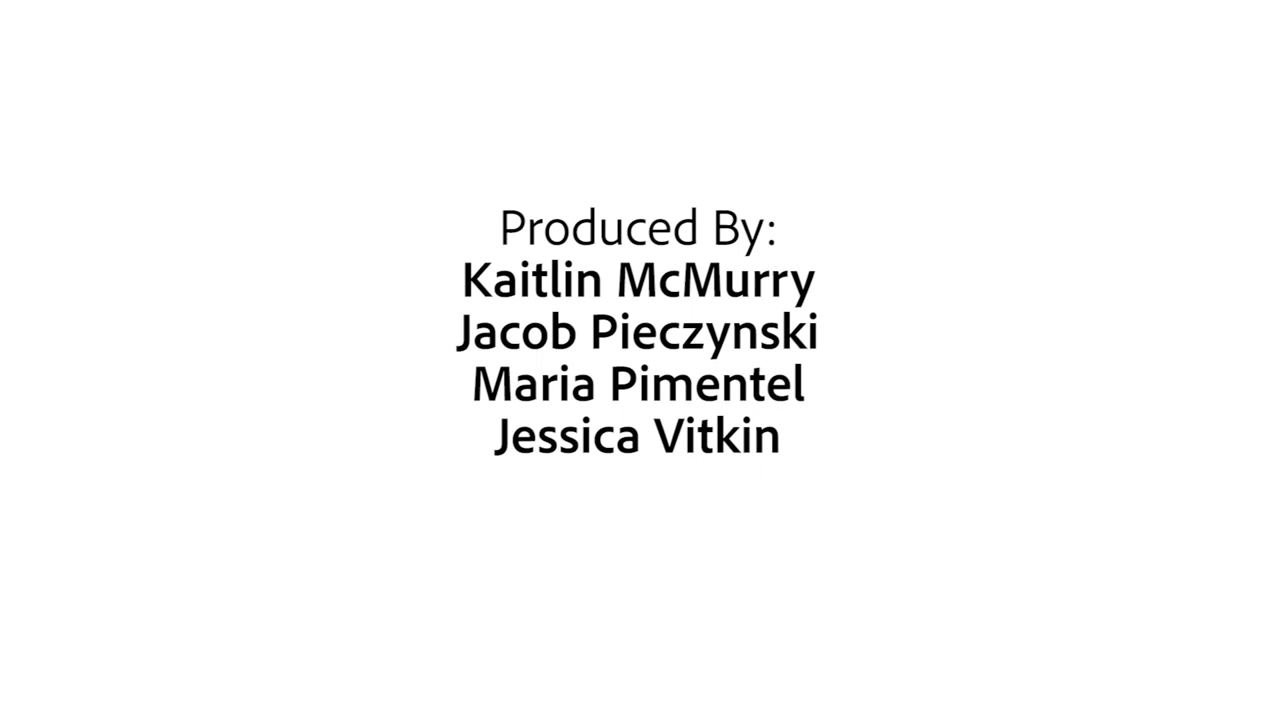 Produced By:
Kaitlin McMurry
Jacob Pieczynski
Maria Pimentel
Jessica Vitkin